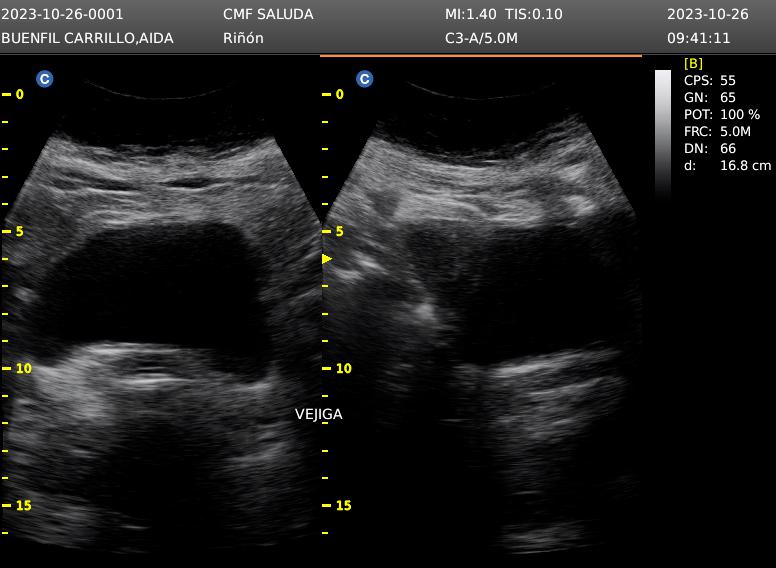 2023-10-26-0001 CMF SALUDA MI:1.40 TIS:0.10 2023-10-26
BUENFIL CARRILLO,AIDA Riñón C3-A/5.0M 09:41:11
[B]
CPS: 55
GN: 65
POT: 100 %
FRC: 5.0M
DN: 66
d: 16.8 cm
C C
0 0
5 5
10 10
VEJIGA
15 15